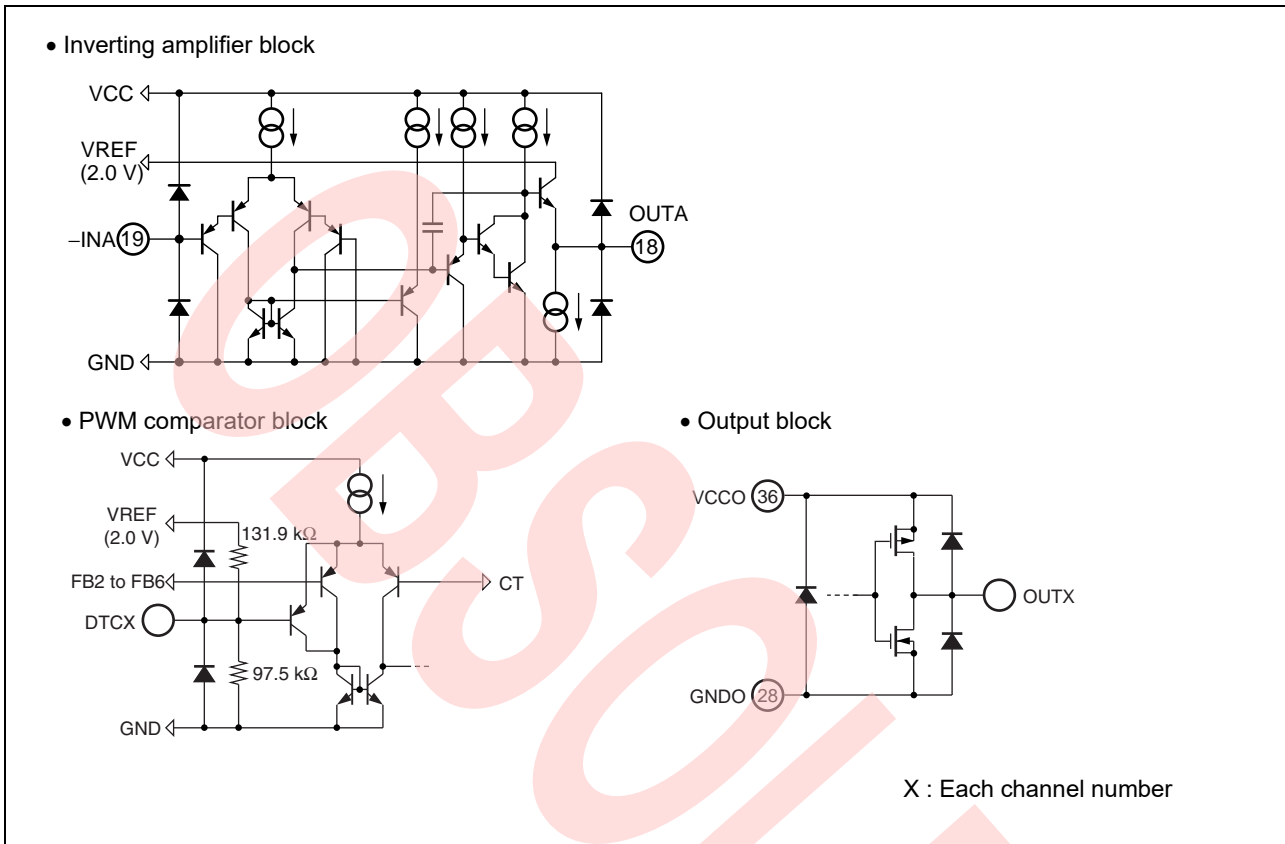 • Inverting amplifier block
VCC
VREF
(2.0 V)
–INA 19
OUTA
18
GND
• PWM comparator block
VCC
VREF
(2.0 V)
131.9 kΩ
FB2 to FB6
CT
DTCX
97.5 kΩ
GND
• Output block
VCCO 36
OUTX
GNDO 28
X : Each channel number
OBSOL